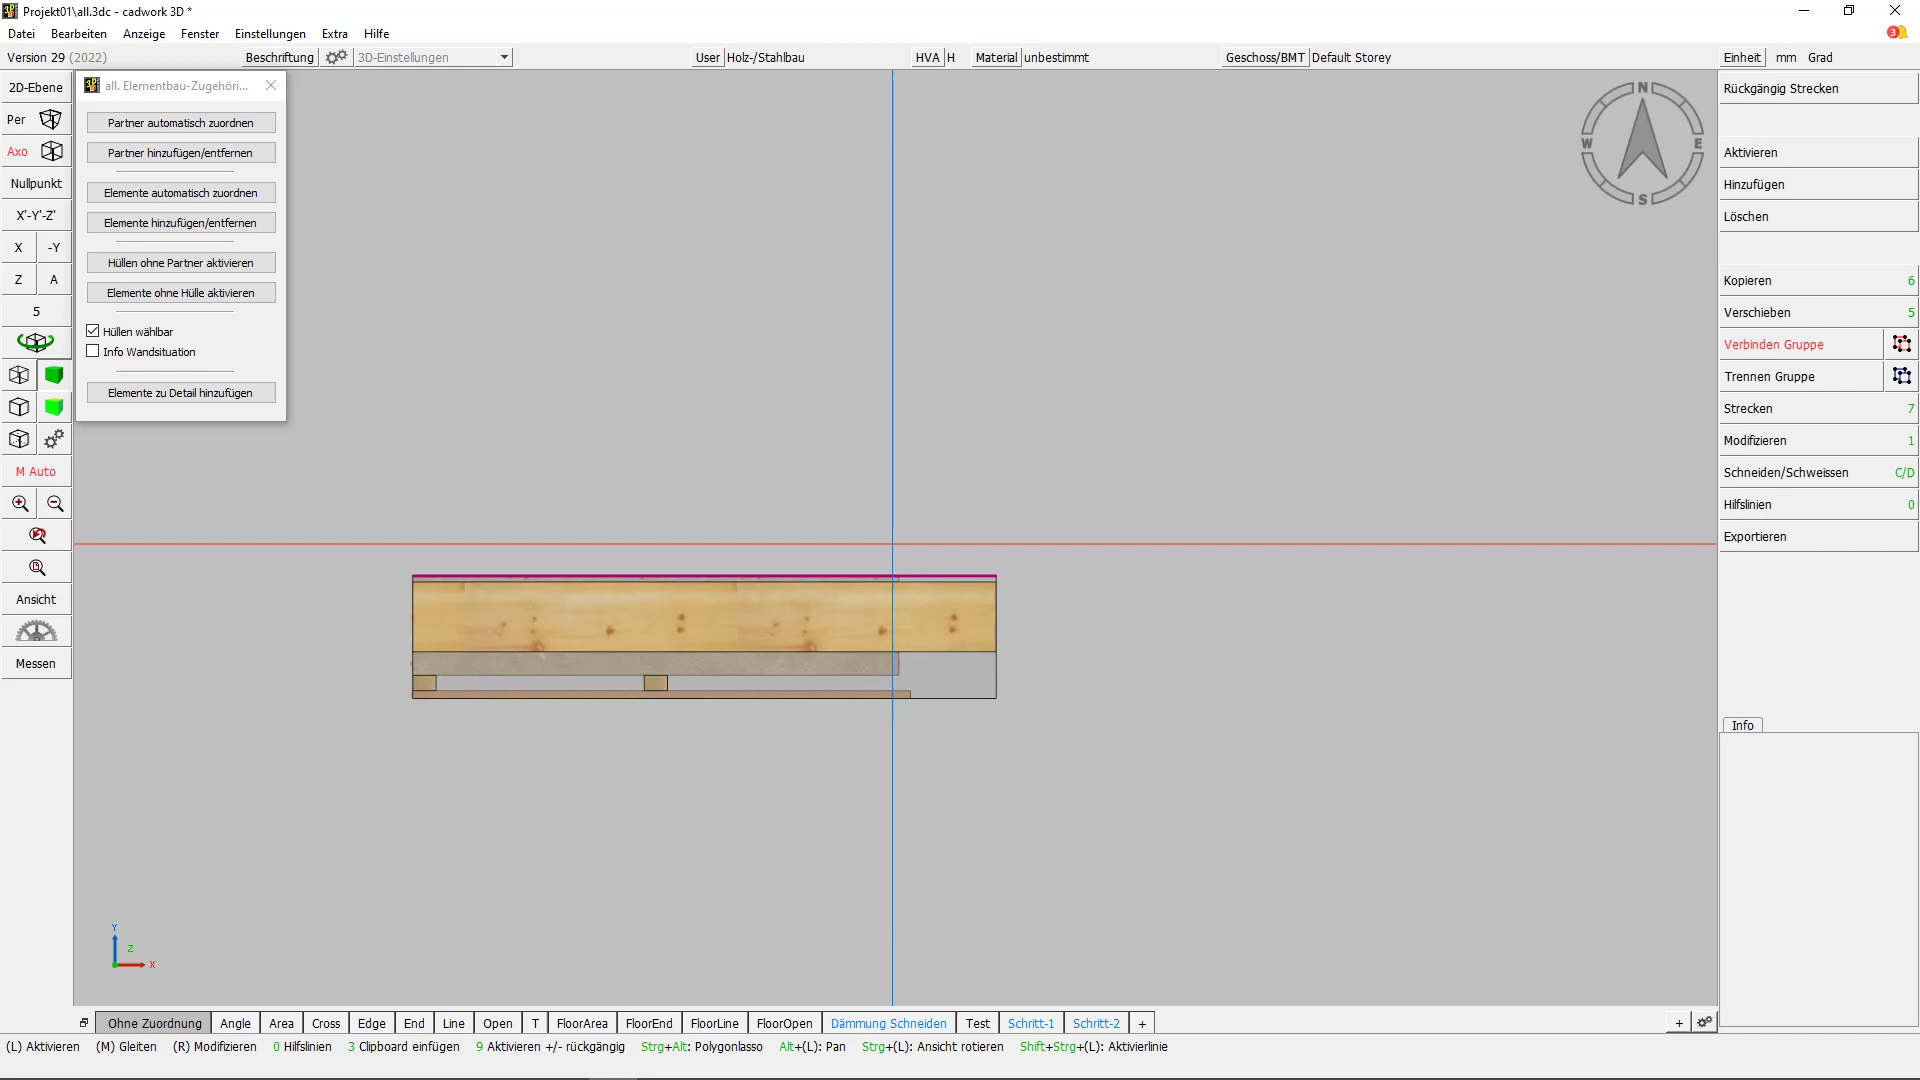 Projekt01\all.3dc - cadwork 3D *
Datei Bearbeiten Anzeige Fenster Einstellungen Extra Hilfe
3
Version 29 (2022) Beschriftung 3D-Einstellungen User Holz-/Stahlbau HVA H Material unbestimmt Geschoss/BMT Default Storey Einheit mm Grad
2D-Ebene
Per
Axo
Nullpunkt
X'-Y'-Z'
X -Y
Z A
5
M Auto
Ansicht
Messen
all. Elementbau-Zugehöri...
Partner automatisch zuordnen
Partner hinzufügen/entfernen
Elemente automatisch zuordnen
Elemente hinzufügen/entfernen
Hüllen ohne Partner aktivieren
Elemente ohne Hülle aktivieren
Hüllen wählbar
Info Wandsituation
Elemente zu Detail hinzufügen
N
W E
S
Y
Z
X
Rückgängig Strecken
Aktivieren
Hinzufügen
Löschen
Kopieren 6
Verschieben 5
Verbinden Gruppe
Trennen Gruppe
Strecken 7
Modifizieren 1
Schneiden/Schweissen C/D
Hilfslinien 0
Exportieren
Info
Ohne Zuordnung Angle Area Cross Edge End Line Open T FloorArea FloorEnd FloorLine FloorOpen Dämmung Schneiden Test Schritt-1 Schritt-2 + +
(L) Aktivieren (M) Gleiten (R) Modifizieren 0 Hilfslinien 3 Clipboard einfügen 9 Aktivieren +/- rückgängig Strg+Alt: Polygonlasso Alt+(L): Pan Strg+(L): Ansicht rotieren Shift+Strg+(L): Aktivierlinie